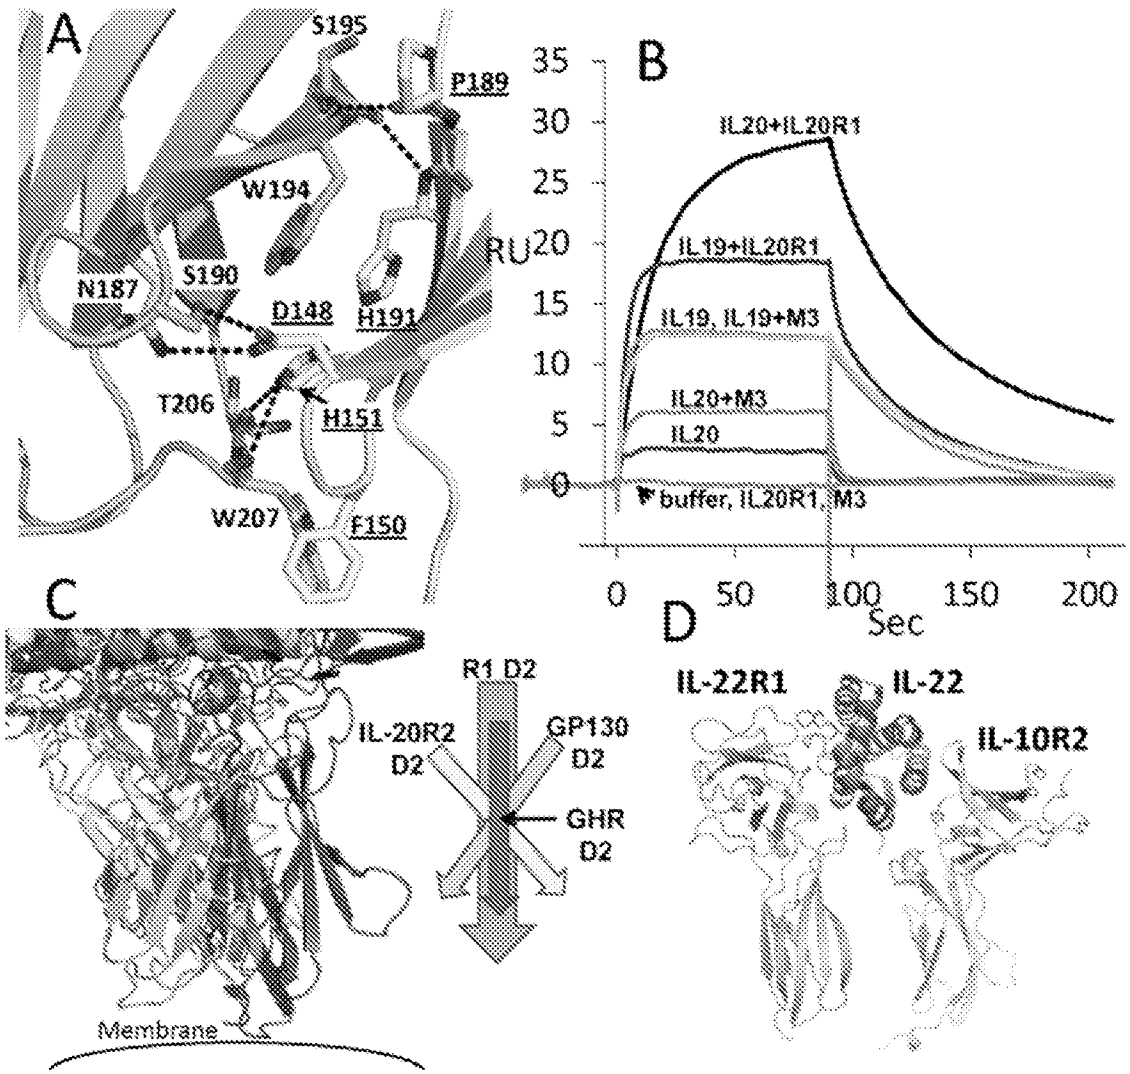 A
S195
P189
W194
N187
S190
D148
H191
T206
H151
W207
F150
B
35
30
25
20
15
10
5
0
RU
IL20+IL20R1
IL19+IL20R1
IL19, IL19+M3
IL20+M3
IL20
buffer, IL20R1, M3
0 50 100 150 200
Sec
C
R1 D2
IL-20R2
D2
GP130
D2
GHR
D2
Membrane
D
IL-22R1
IL-22
IL-10R2